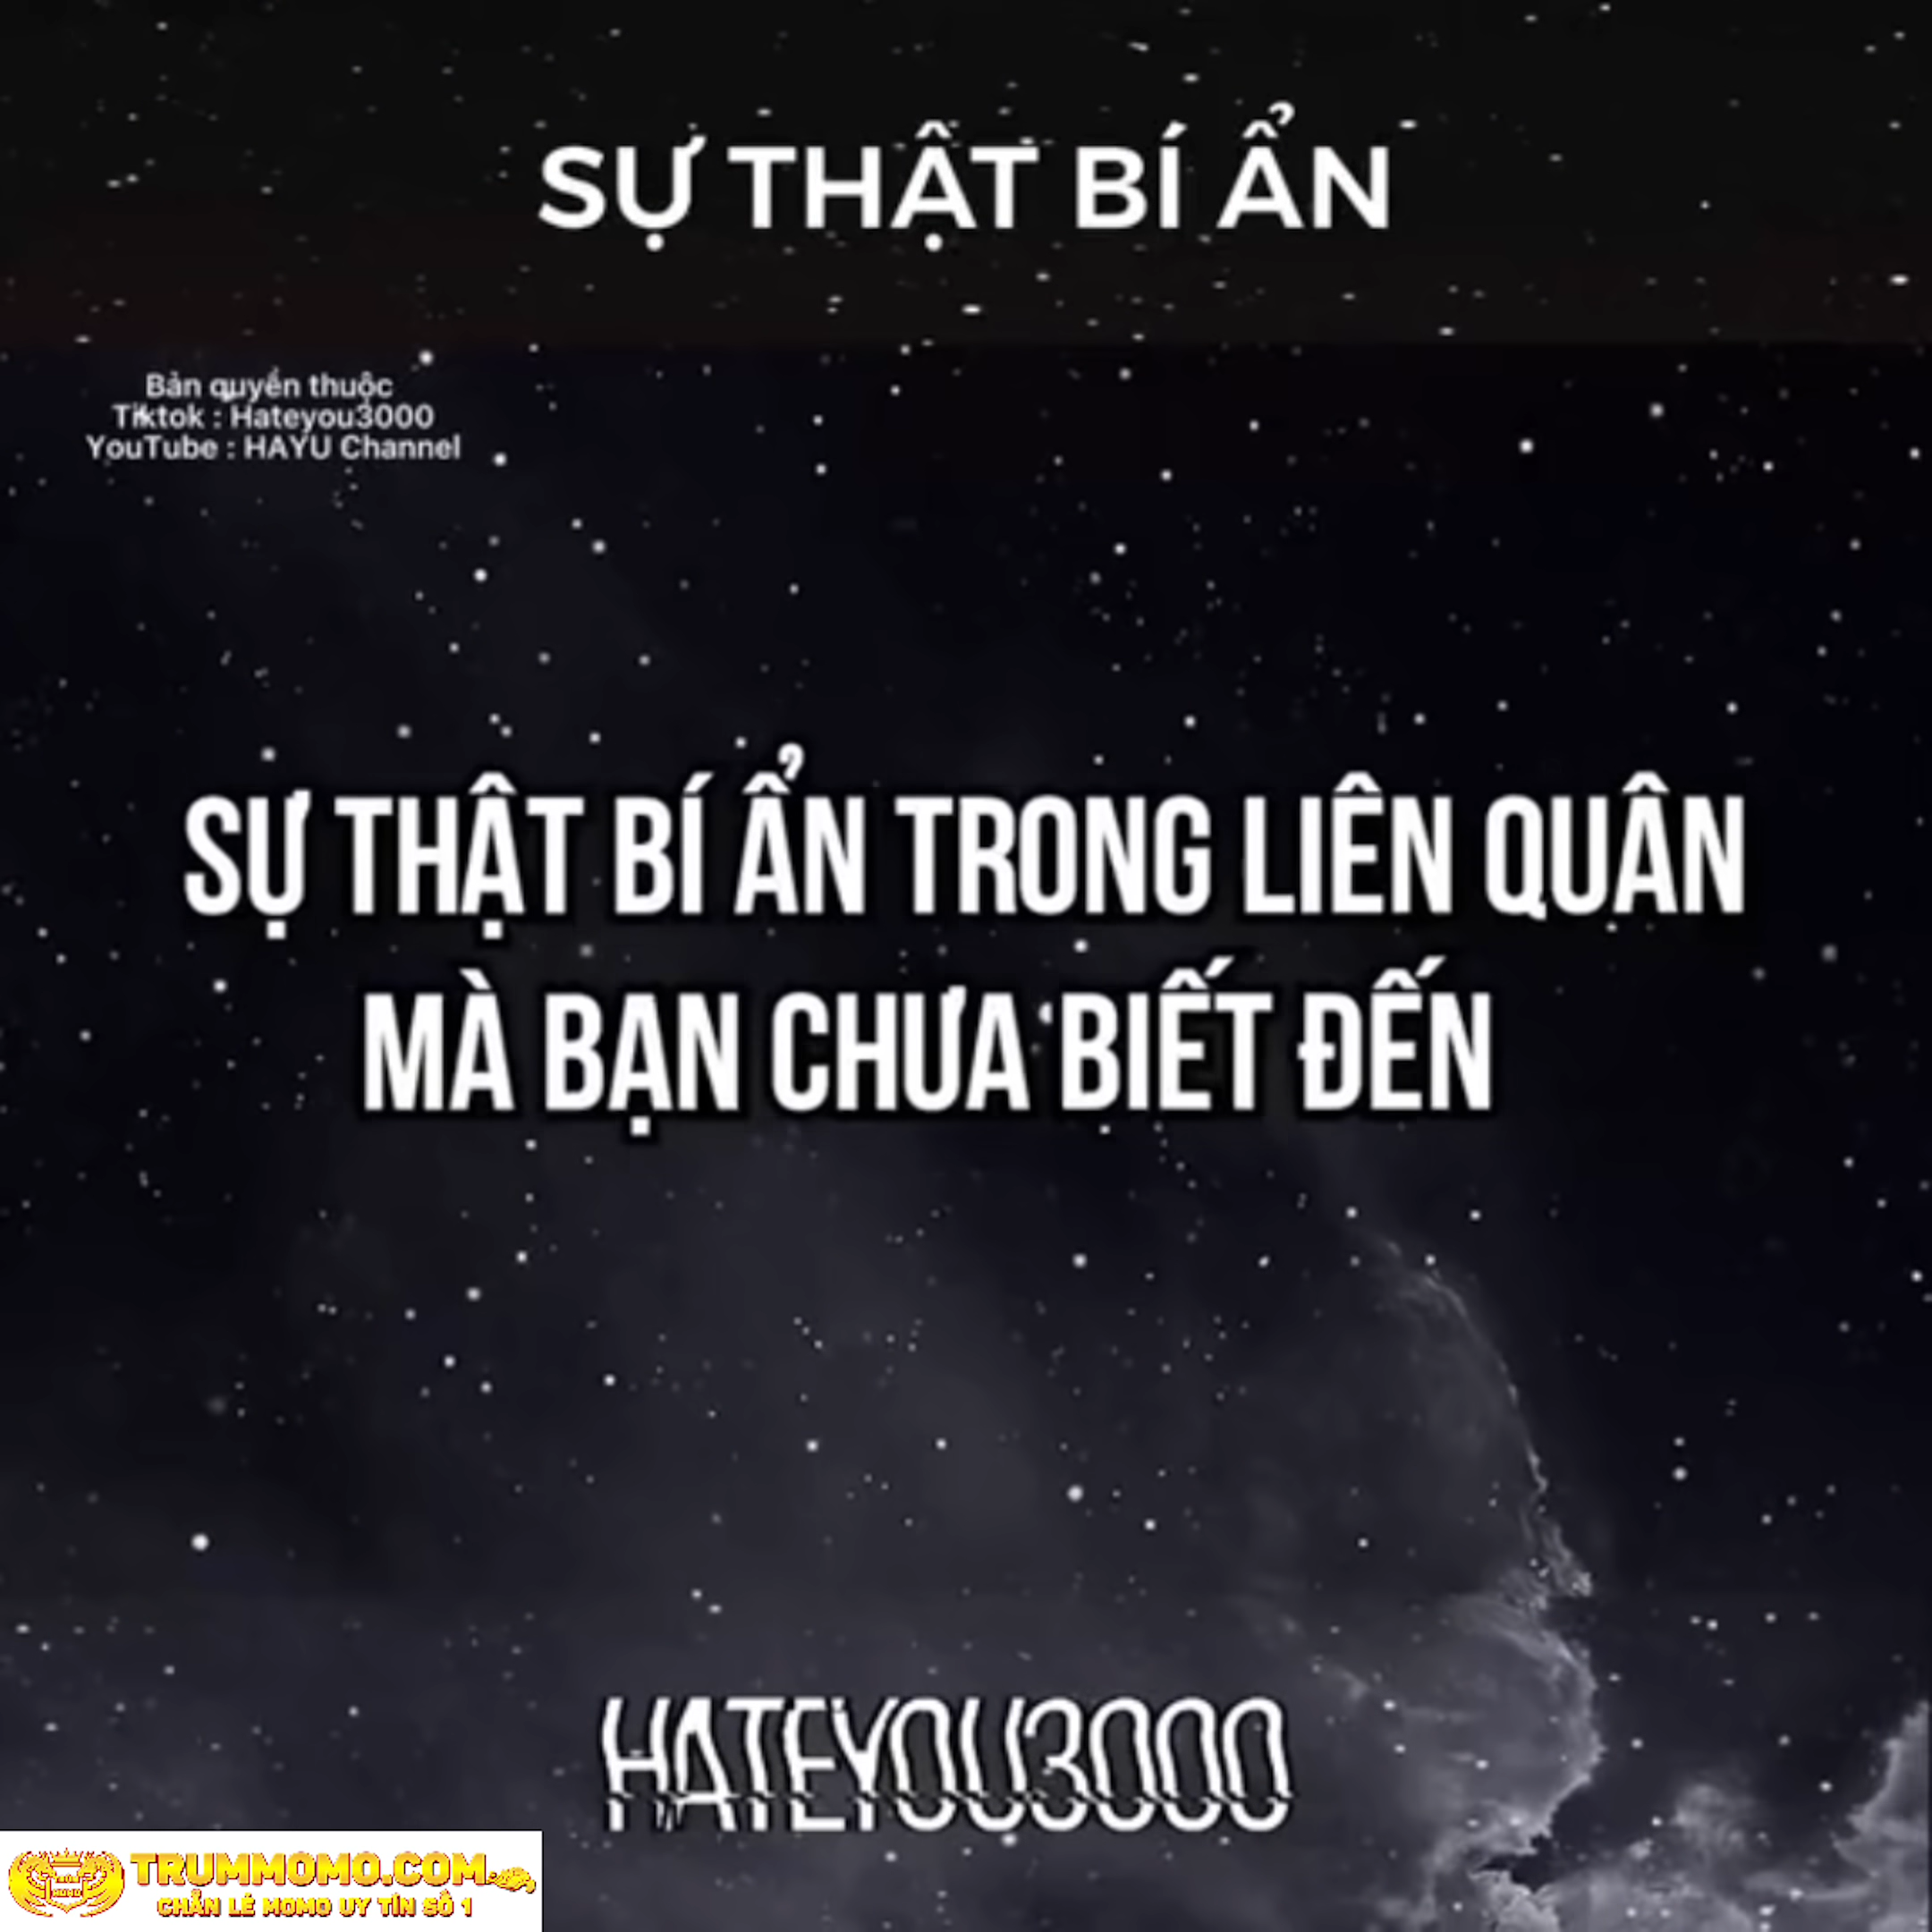 SỰ THẬT BÍ ẨN
Bản quyền thuộc
Tiktok : Hateyou3000
YouTube : HAYU Channel
SỰ THẬT BÍ ẨN TRONG LIÊN QUÂN
MÀ BẠN CHƯA BIẾT ĐẾN
HATEYOU3000
TRUMMOMO.COM
CHẴN LẺ MOMO UY TÍN SỐ 1